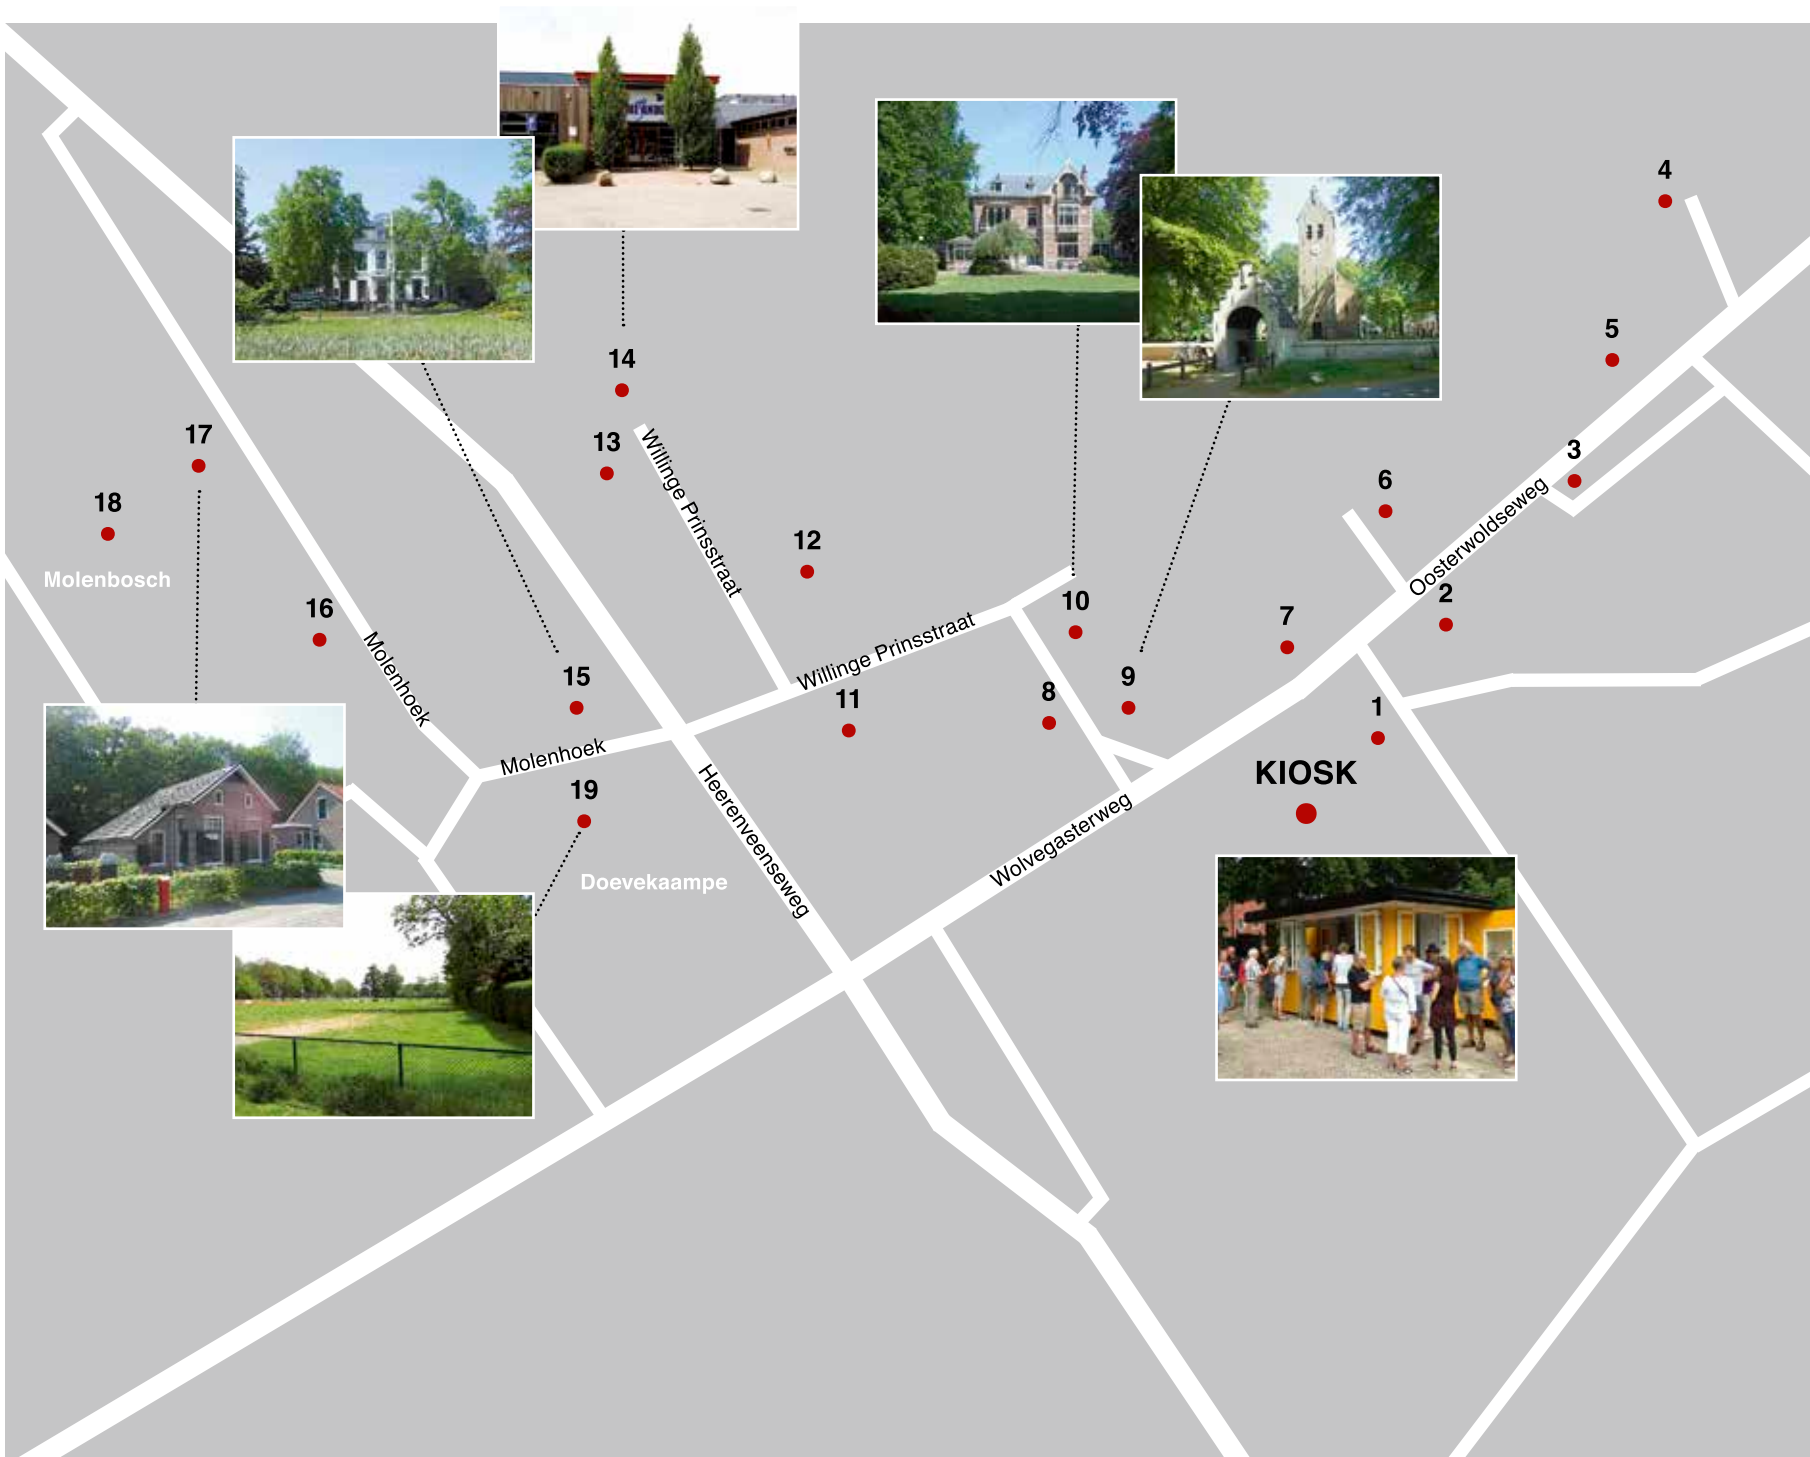 4
5
14
17
13
3
6
18
Willinge Prinsstraat
Oosterwoldseweg
12
Molenbosch
2
10
16
7
Willinge Prinsstraat
Molenhoek
15
9
8
11
1
Molenhoek
KIOSK
19
Heerenveenseweg
Wolvegasterweg
Doevekaampe